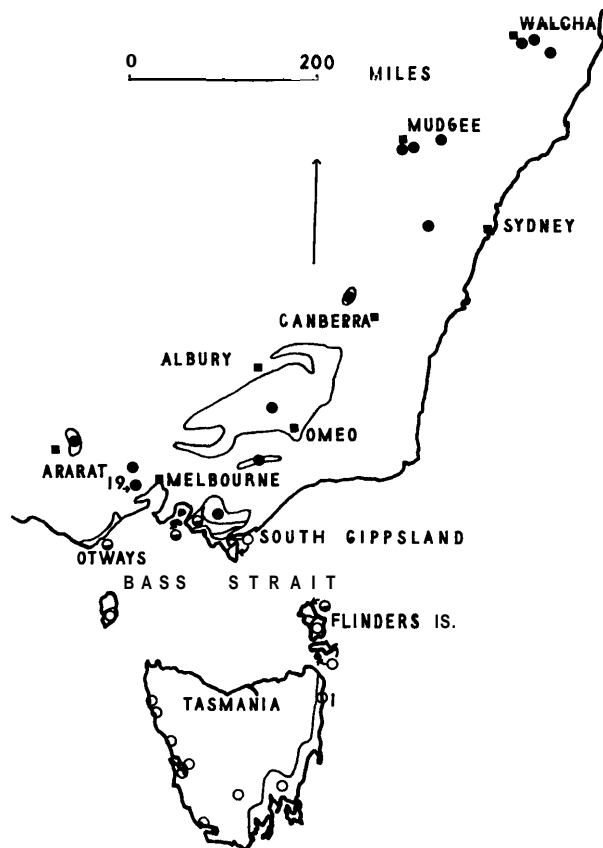 WALCHA
0 200
MILES
MUDGEE
SYDNEY
CANBERRA
ALBURY
OMEO
ARARAT
19
MELBOURNE
SOUTH GIPPSLAND
OTWAYS
BASS STRAIT
FLINDERS IS.
TASMANIA
1